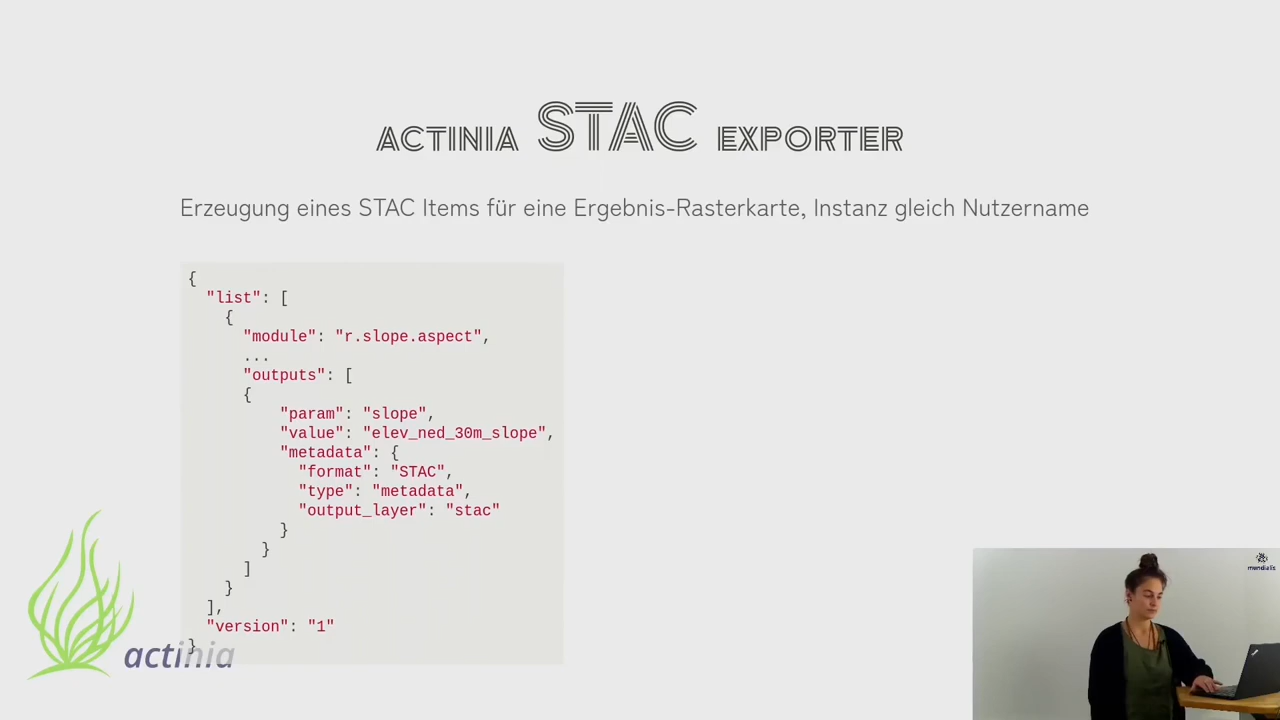 ACTINIA STAC EXPORTER
Erzeugung eines STAC Items für eine Ergebnis-Rasterkarte, Instanz gleich Nutzername
{
"list": [
{
"module": "r.slope.aspect",
...
"outputs": [
{
"param": "slope",
"value": "elev_ned_30m_slope",
"metadata": {
"format": "STAC",
"type": "metadata",
"output_layer": "stac"
}
}
]
}
],
"version": "1"
}
actinia
mundialis